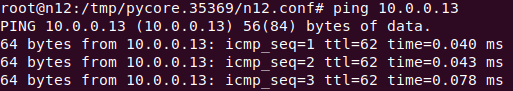 root@n12:/tmp/pycore.35369/n12.conf# ping 10.0.0.13
PING 10.0.0.13 (10.0.0.13) 56(84) bytes of data.
64 bytes from 10.0.0.13: icmp_seq=1 ttl=62 time=0.040 ms
64 bytes from 10.0.0.13: icmp_seq=2 ttl=62 time=0.043 ms
64 bytes from 10.0.0.13: icmp_seq=3 ttl=62 time=0.078 ms